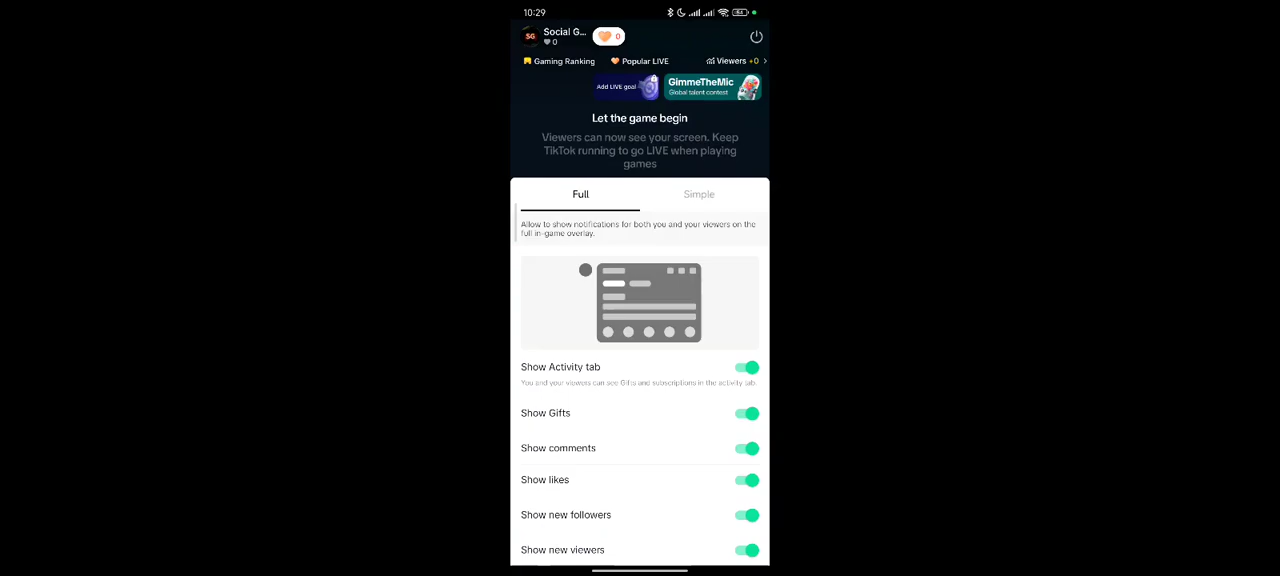 10:29
84
SG
Social G...
0
0
Gaming Ranking
Popular LIVE
Viewers +0 >
Add LIVE goal
GimmeTheMic
Global talent contest
Let the game begin
Viewers can now see your screen. Keep
TikTok running to go LIVE when playing
games
Full
Simple
Allow to show notifications for both you and your viewers on the
full in-game overlay.
Show Activity tab
You and your viewers can see Gifts and subscriptions in the activity tab.
Show Gifts
Show comments
Show likes
Show new followers
Show new viewers